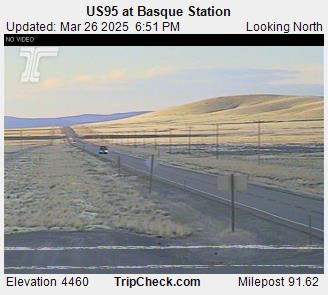 US95 at Basque Station
Updated: Mar 26 2025 6:51 PM Looking North
NO VIDEO
Elevation 4460 TripCheck.com Milepost 91.62